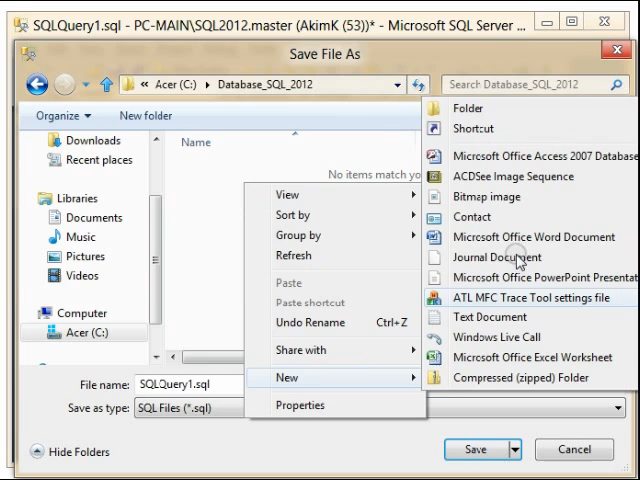 SQLQuery1.sql - PC-MAIN\SQL2012.master (AkimK (53))* - Microsoft SQL Server ...
Save File As
« Acer (C:) Database_SQL_2012
Search Database_SQL_2012
Organize
New folder
Downloads
Recent places
Libraries
Documents
Music
Pictures
Videos
Computer
Acer (C:)
Name
No items match yo
View
Sort by
Group by
Refresh
Paste
Paste shortcut
Undo Rename Ctrl+Z
Share with
New
Properties
Folder
Shortcut
Microsoft Office Access 2007 Database
ACDSee Image Sequence
Bitmap image
Contact
Microsoft Office Word Document
Journal Document
Microsoft Office PowerPoint Presentat
ATL MFC Trace Tool settings file
Text Document
Windows Live Call
Microsoft Office Excel Worksheet
Compressed (zipped) Folder
File name: SQLQuery1.sql
Save as type: SQL Files (*.sql)
Hide Folders
Save
Cancel